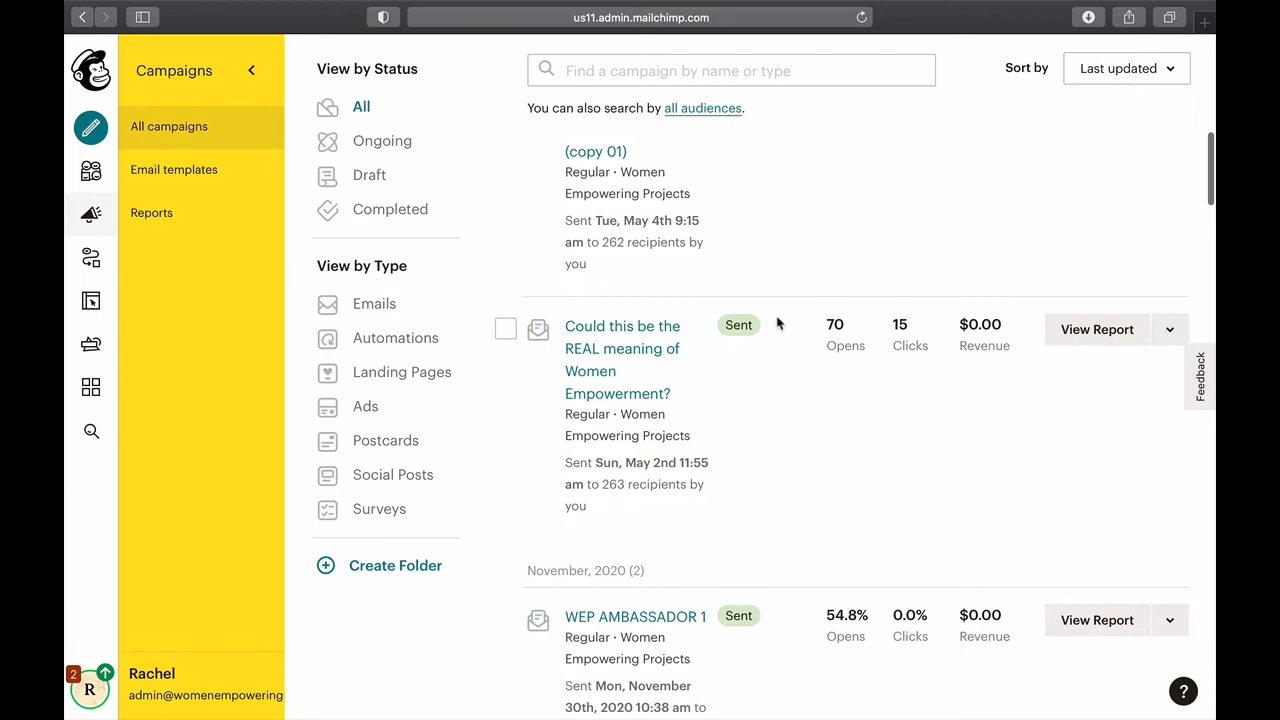 us11.admin.mailchimp.com
Campaigns
All campaigns
Email templates
Reports
2
R
Rachel
admin@womenempowering
View by Status
All
Ongoing
Draft
Completed
View by Type
Emails
Automations
Landing Pages
Ads
Postcards
Social Posts
Surveys
Create Folder
Find a campaign by name or type
Sort by
Last updated
You can also search by all audiences.
(copy 01)
Regular · Women
Empowering Projects
Sent Tue, May 4th 9:15
am to 262 recipients by
you
Could this be the
REAL meaning of
Women
Empowerment?
Regular · Women
Empowering Projects
Sent Sun, May 2nd 11:55
am to 263 recipients by
you
Sent
70
Opens
15
Clicks
$0.00
Revenue
View Report
November, 2020 (2)
WEP AMBASSADOR 1
Regular · Women
Empowering Projects
Sent Mon, November
30th, 2020 10:38 am to
Sent
54.8%
Opens
0.0%
Clicks
$0.00
Revenue
View Report
Feedback
?